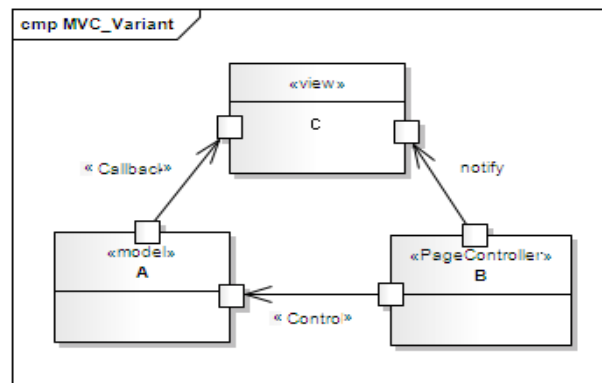 cmp MVC_Variant
«view»
C
« Callback»
notify
«model»
A
«PageController»
B
« Control»